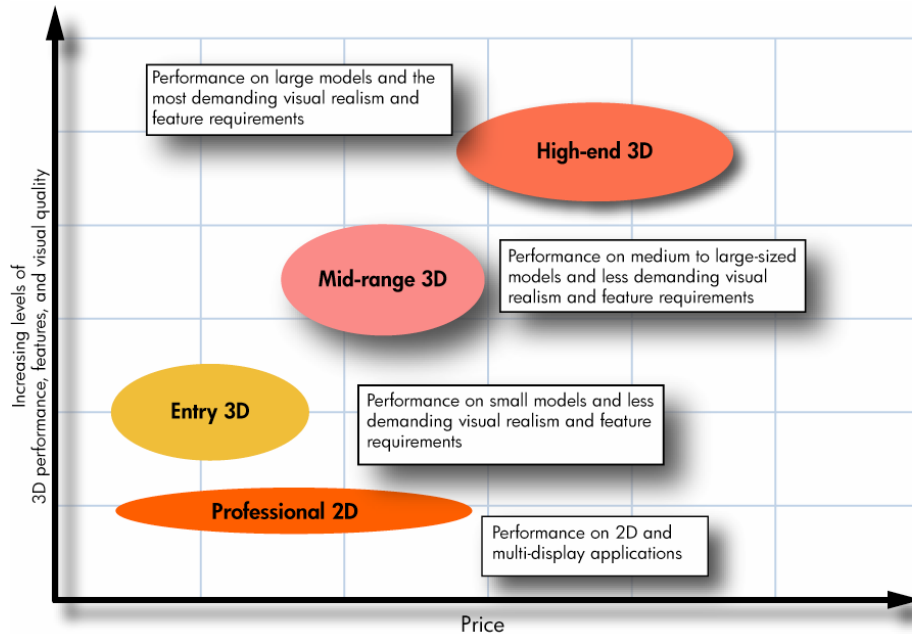 Performance on large models and the
most demanding visual realism and
feature requirements
High-end 3D
Mid-range 3D
Performance on medium to large-sized
models and less demanding visual
realism and feature requirements
Entry 3D
Performance on small models and less
demanding visual realism and feature
requirements
Professional 2D
Performance on 2D and
multi-display applications
Increasing levels of
3D performance, features, and visual quality
Price